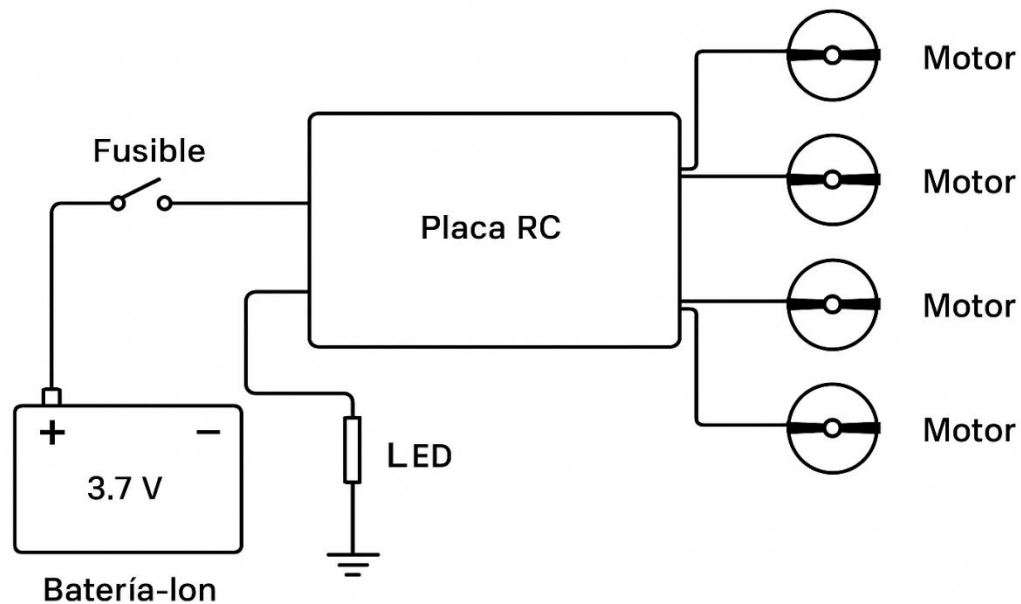 Motor
Fusible
Motor
Placa RC
Motor
+ −
LED
Motor
3.7 V
Batería-Ion